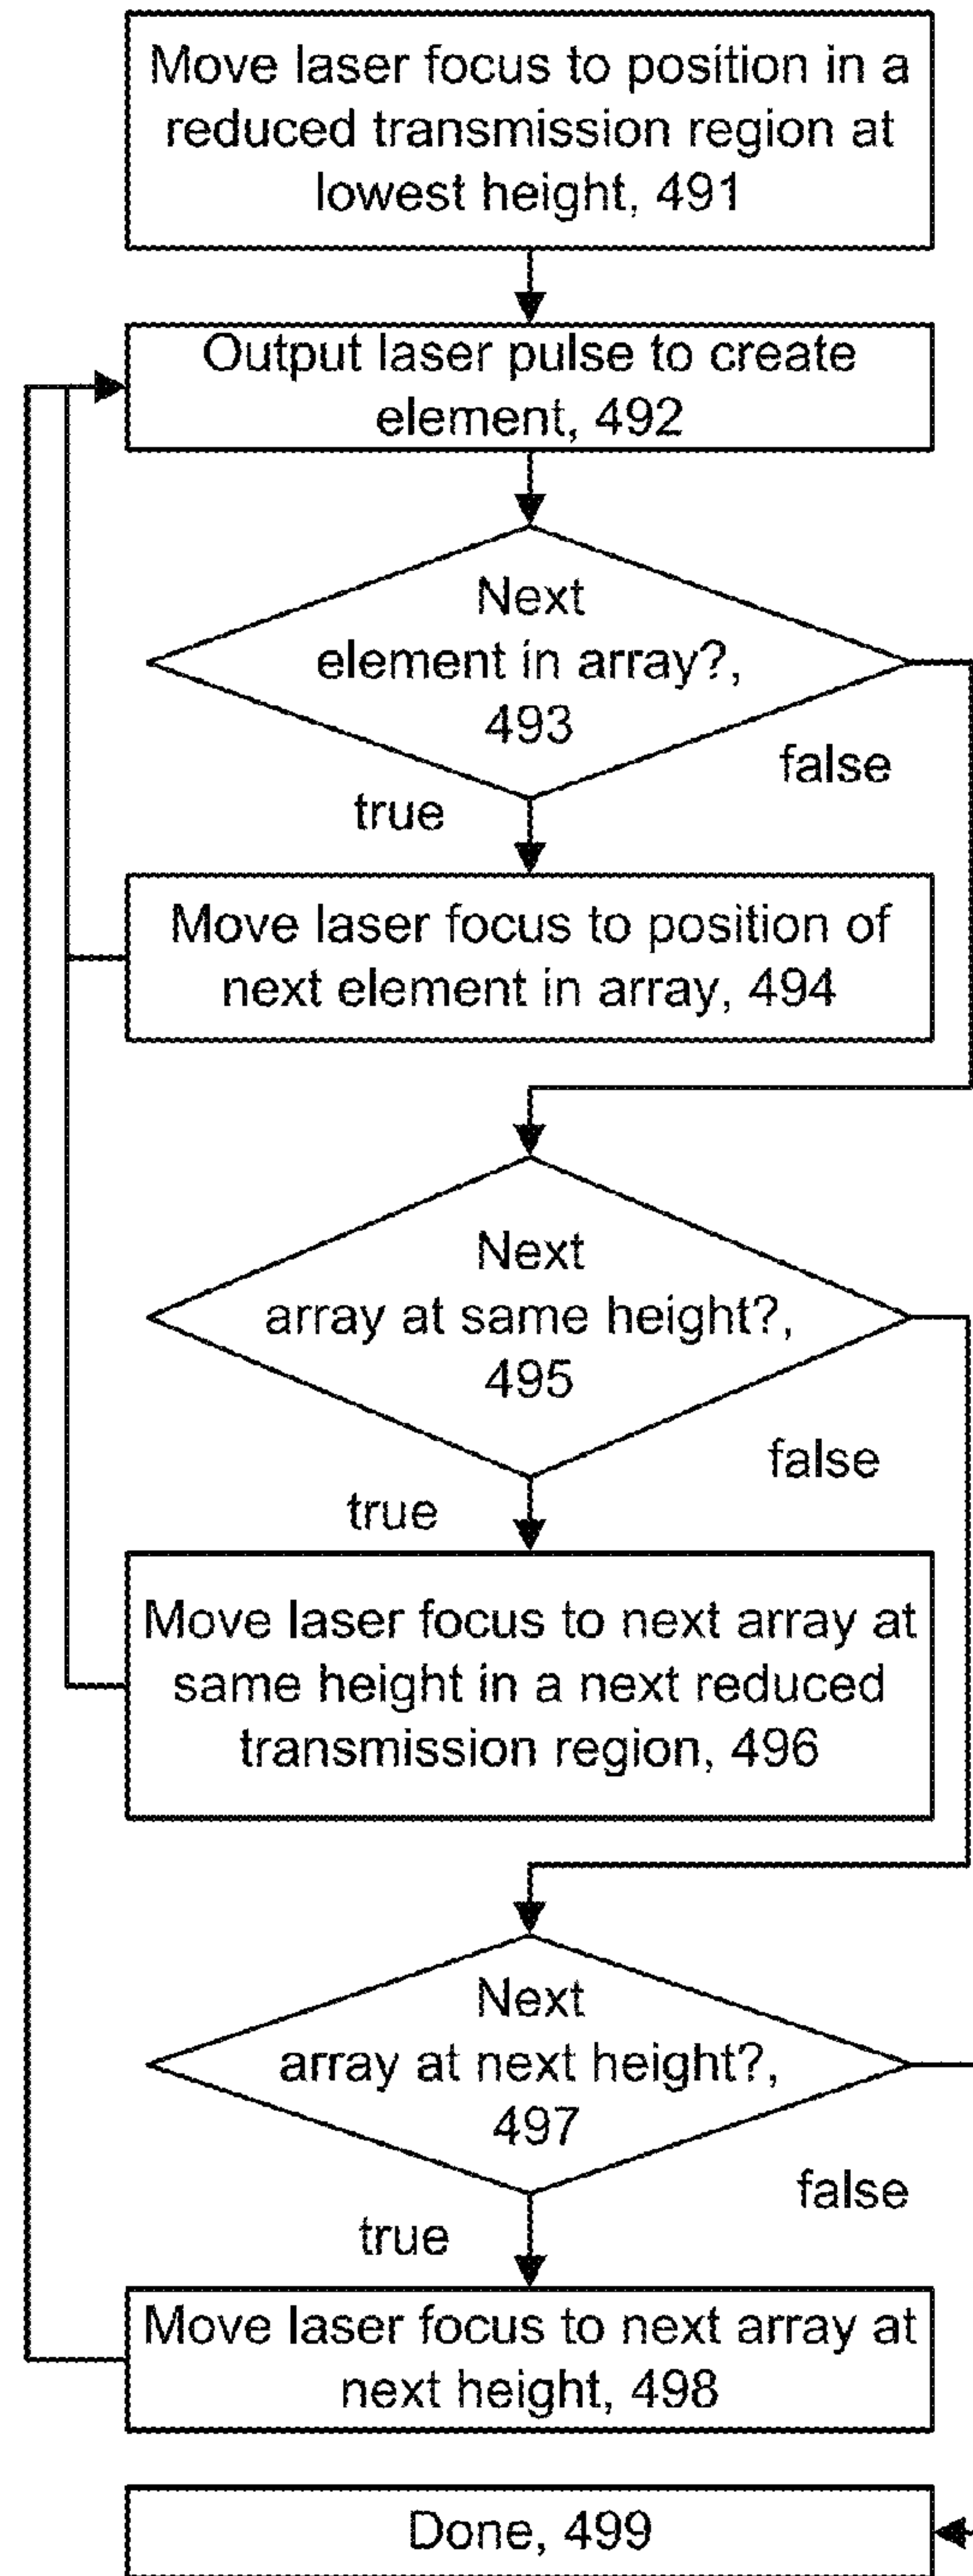 Move laser focus to position in a
reduced transmission region at
lowest height, 491
Output laser pulse to create
element, 492
Next
element in array?,
493
false
true
Move laser focus to position of
next element in array, 494
Next
array at same height?,
495
false
true
Move laser focus to next array at
same height in a next reduced
transmission region, 496
Next
array at next height?,
497
false
true
Move laser focus to next array at
next height, 498
Done, 499